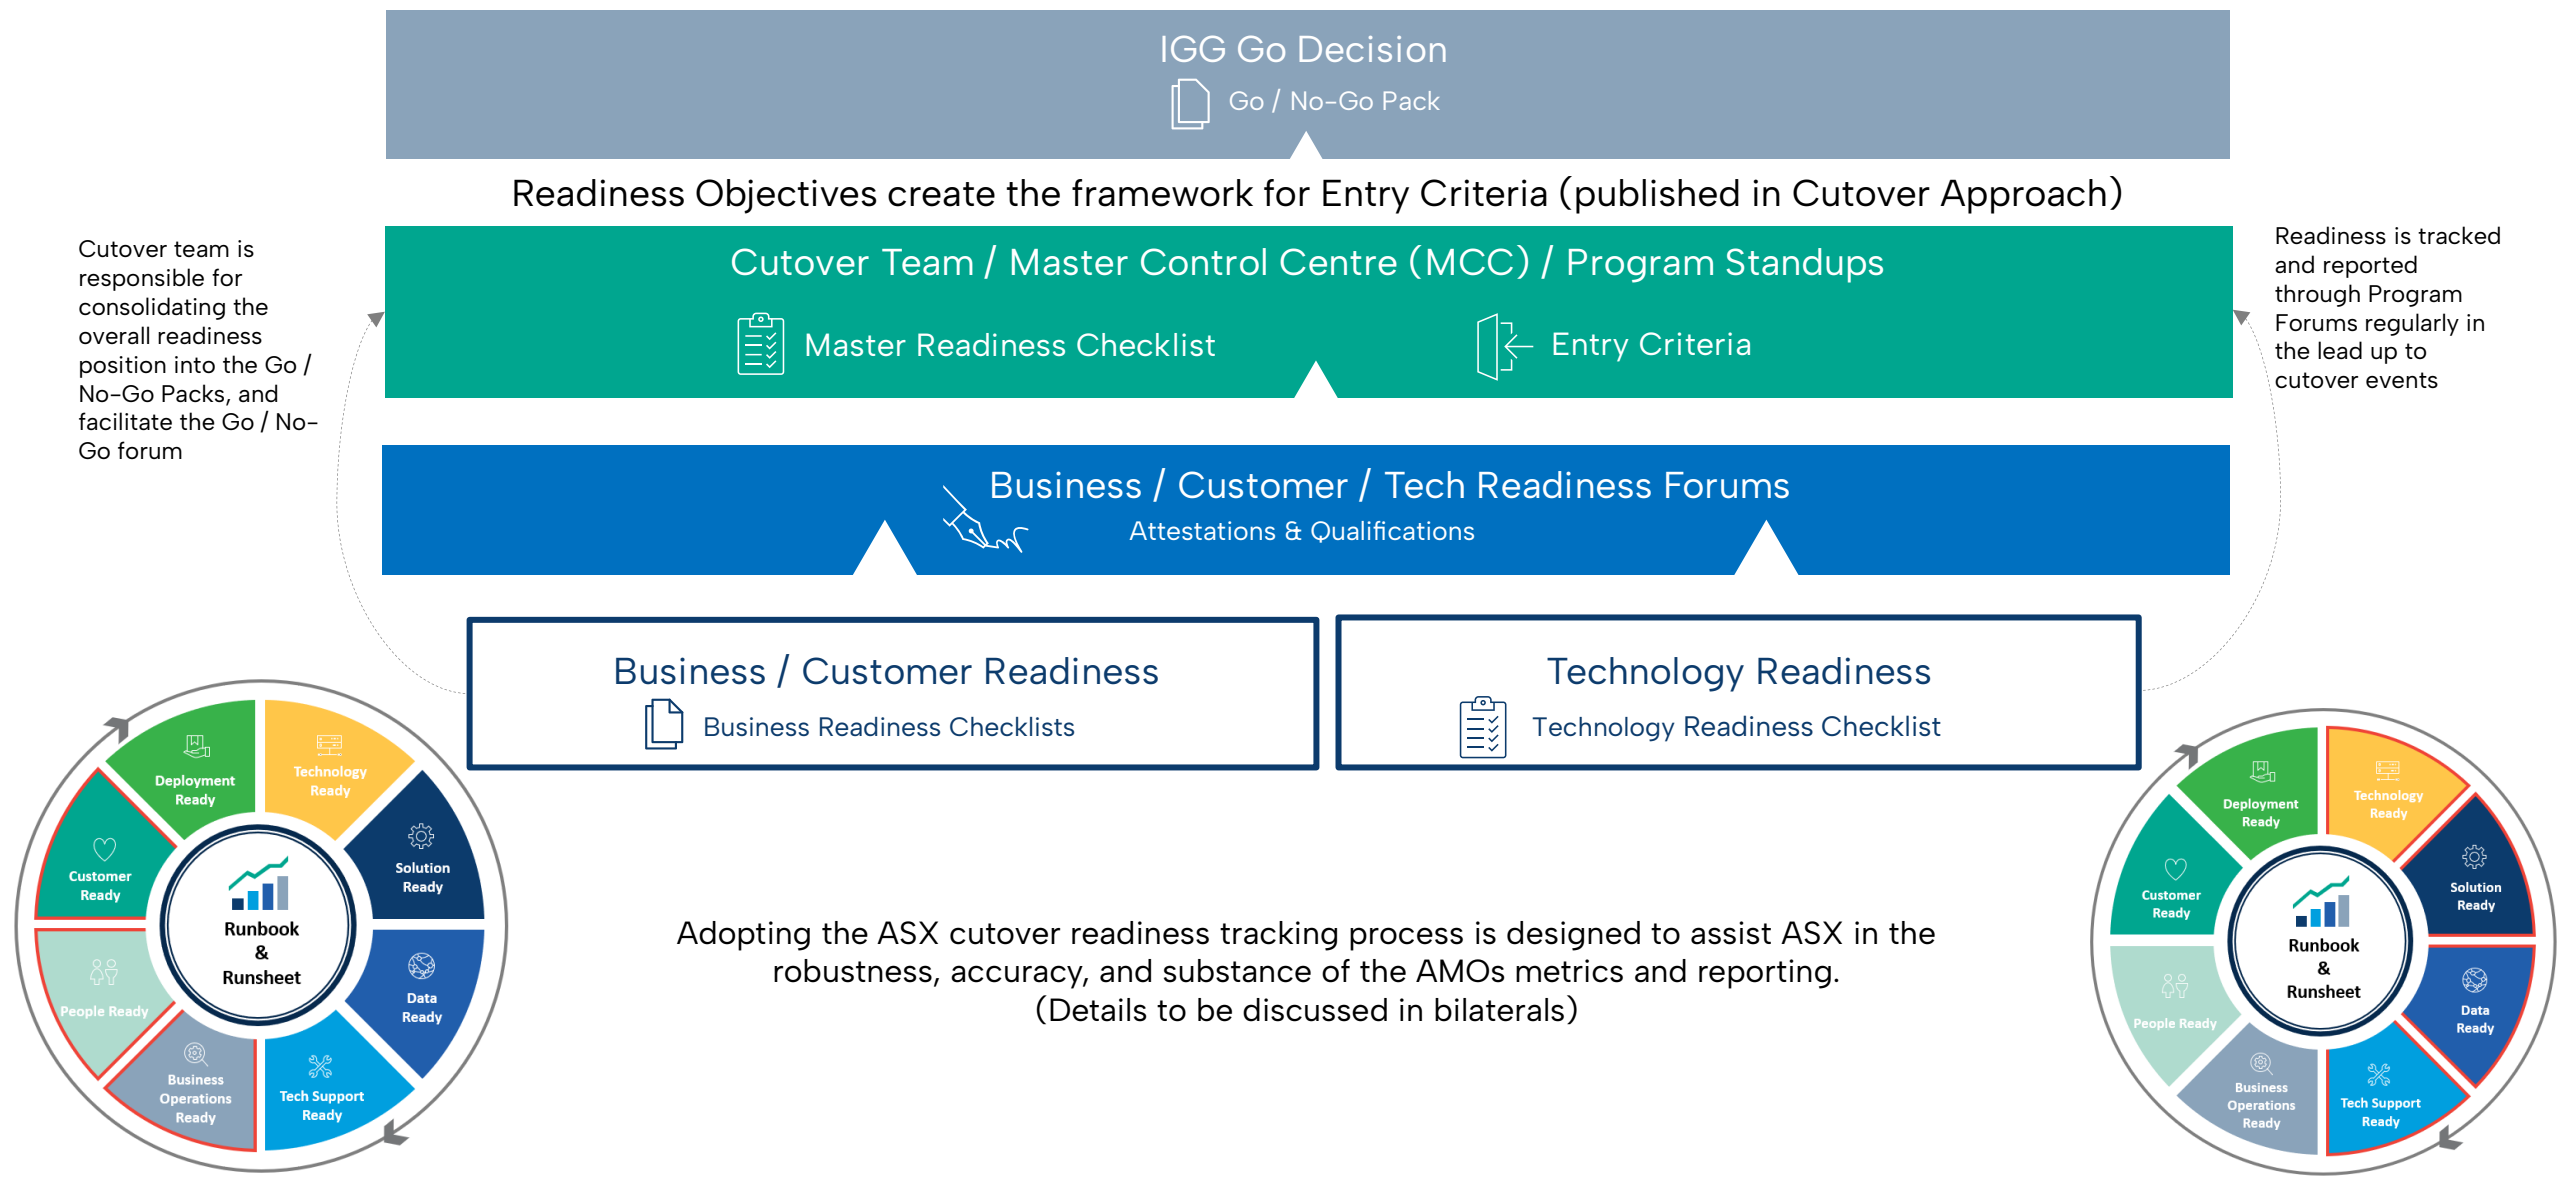 IGG Go Decision
Go / No-Go Pack
Readiness Objectives create the framework for Entry Criteria (published in Cutover Approach)
Cutover team is
responsible for
consolidating the
overall readiness
position into the Go /
No-Go Packs, and
facilitate the Go / No-
Go forum
Cutover Team / Master Control Centre (MCC) / Program Standups
Master Readiness Checklist
Entry Criteria
Readiness is tracked
and reported
through Program
Forums regularly in
the lead up to
cutover events
Business / Customer / Tech Readiness Forums
Attestations & Qualifications
Business / Customer Readiness
Business Readiness Checklists
Technology Readiness
Technology Readiness Checklist
Deployment
Ready
Technology
Ready
Solution
Ready
Data
Ready
Tech Support
Ready
Business
Operations
Ready
People Ready
Customer
Ready
Runbook
&
Runsheet
Adopting the ASX cutover readiness tracking process is designed to assist ASX in the
robustness, accuracy, and substance of the AMOs metrics and reporting.
(Details to be discussed in bilaterals)
Deployment
Ready
Technology
Ready
Solution
Ready
Data
Ready
Tech Support
Ready
Business
Operations
Ready
People Ready
Customer
Ready
Runbook
&
Runsheet